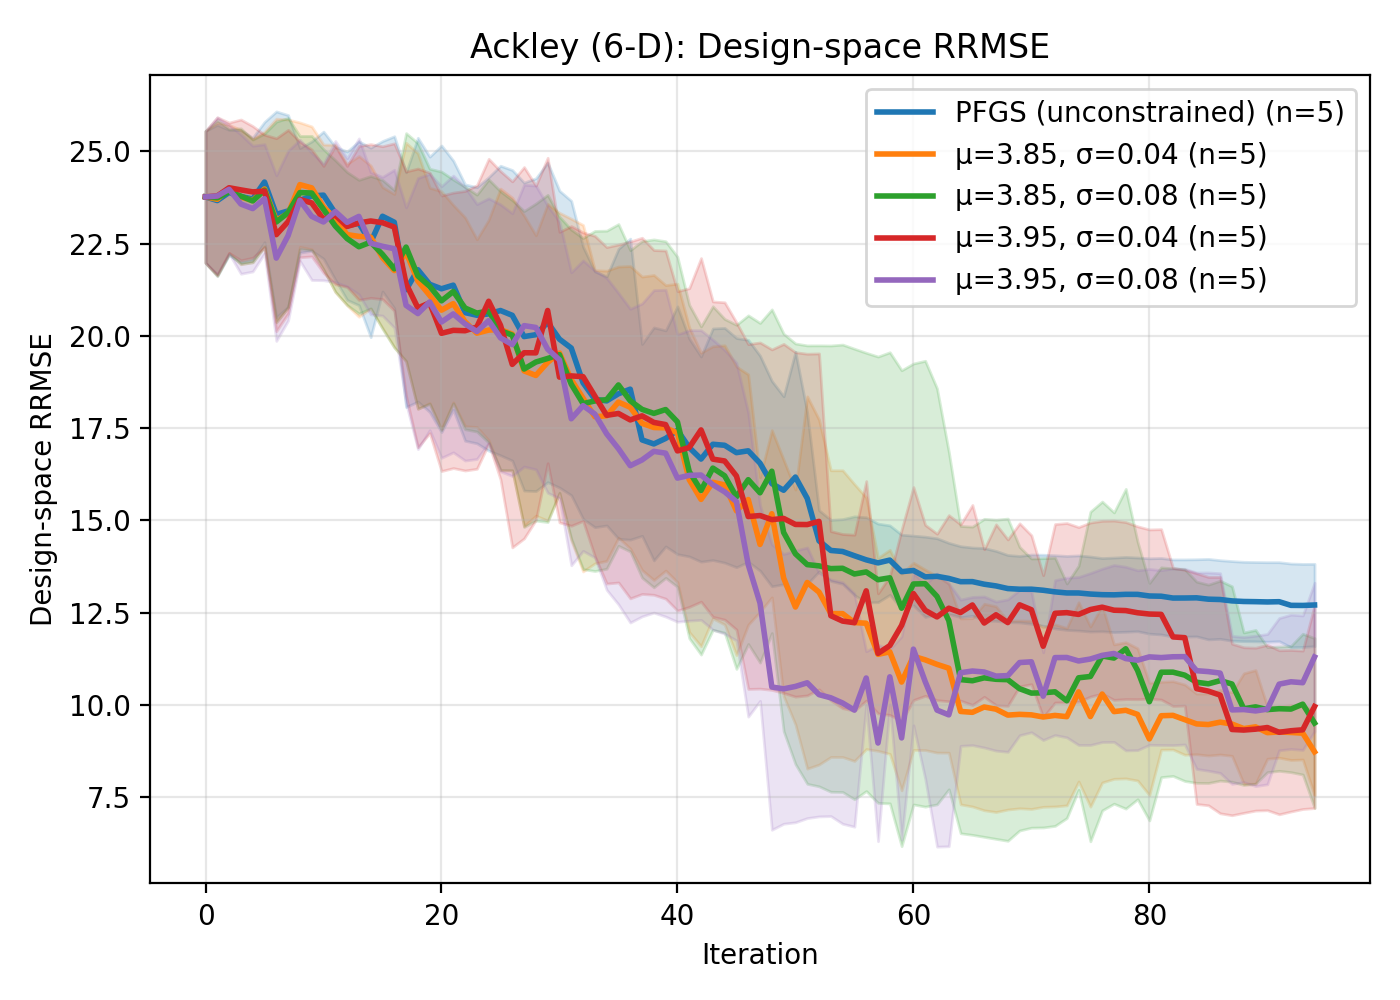 Ackley (6-D): Design-space RRMSE
PFGS (unconstrained) (n=5)
μ=3.85, σ=0.04 (n=5)
μ=3.85, σ=0.08 (n=5)
μ=3.95, σ=0.04 (n=5)
μ=3.95, σ=0.08 (n=5)
Design-space RRMSE
25.0
22.5
20.0
17.5
15.0
12.5
10.0
7.5
0
20
40
60
80
Iteration